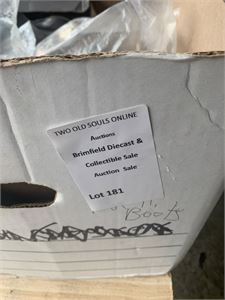 TWO OLD SOULS ONLINE
Auctions
Brimfield Diecast &
Collectible Sale
Auction Sale
Lot 181
Book